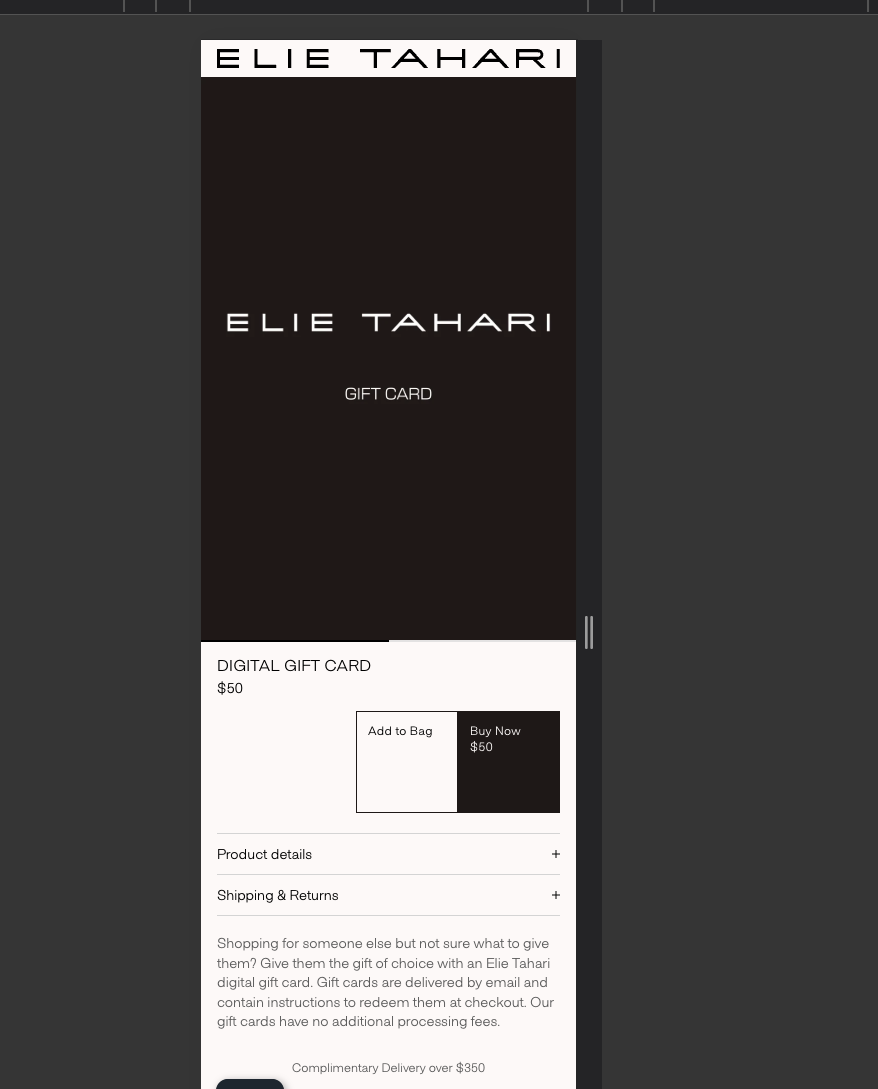 ELIE TAHARI
ELIE TAHARI
GIFT CARD
DIGITAL GIFT CARD
$50
Add to Bag
Buy Now
$50
Product details +
Shipping & Returns +
Shopping for someone else but not sure what to give
them? Give them the gift of choice with an Elie Tahari
digital gift card. Gift cards are delivered by email and
contain instructions to redeem them at checkout. Our
gift cards have no additional processing fees.
Complimentary Delivery over $350